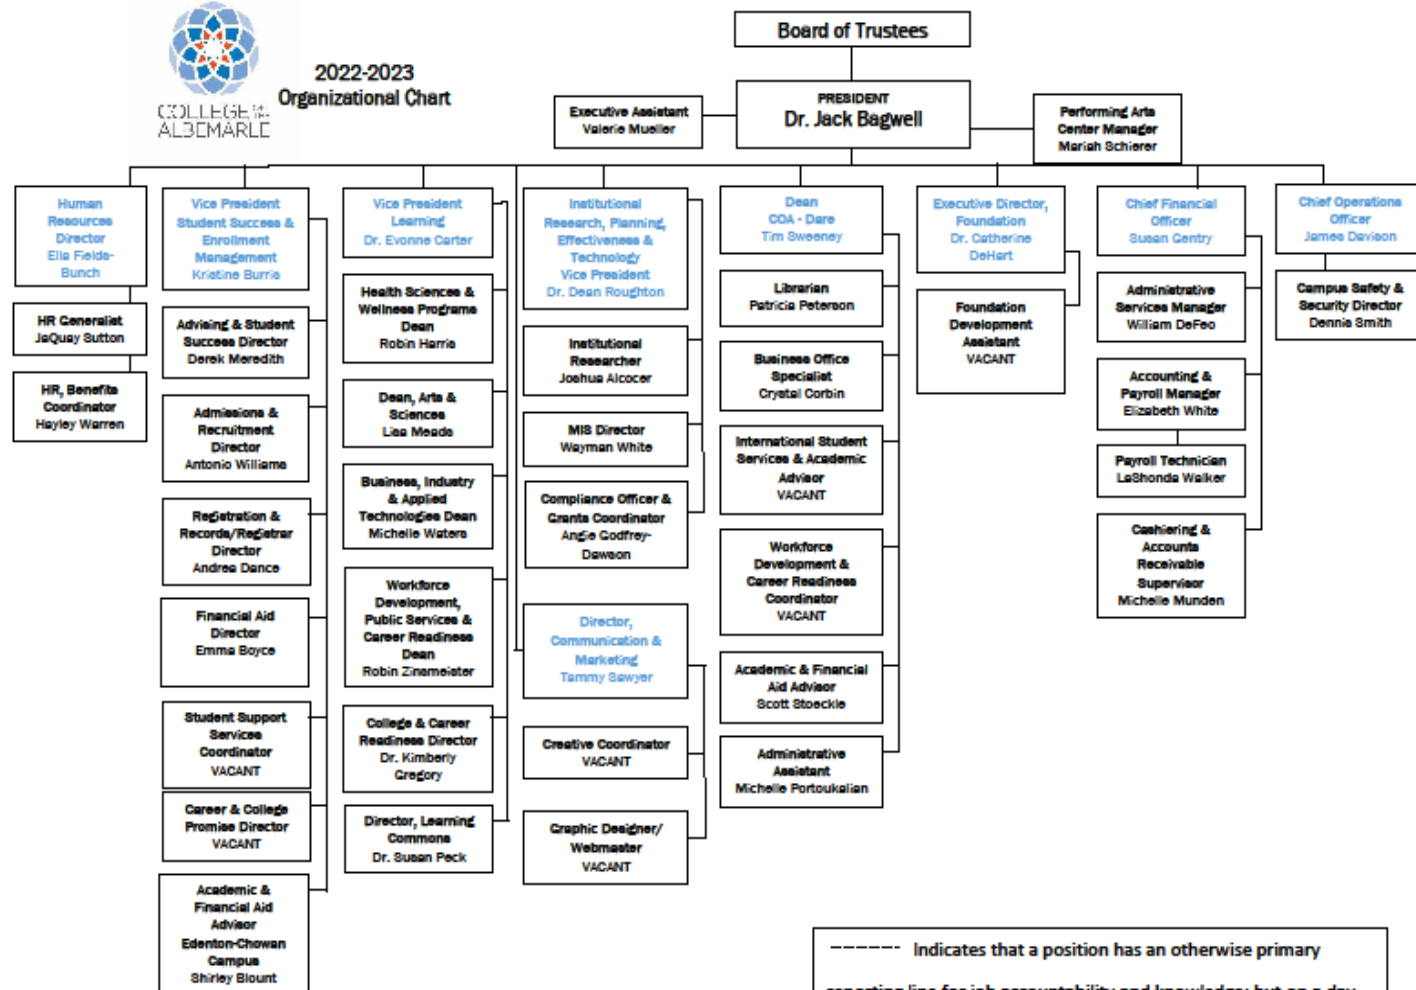 COLLEGE OF THE
ALBEMARLE
2022-2023
Organizational Chart
Board of Trustees
PRESIDENT
Dr. Jack Bagwell
Executive Assistant
Valerie Mueller
Performing Arts
Center Manager
Mariah Schierer
Human
Resources
Director
Ella Fields-
Bunch
HR Generalist
JaQuay Sutton
HR, Benefits
Coordinator
Hayley Warren
Vice President
Student Success &
Enrollment
Management
Kristine Burris
Advising & Student
Success Director
Derek Meredith
Admissions &
Recruitment
Director
Antonio Williams
Registration &
Records/Registrar
Director
Andrea Dance
Financial Aid
Director
Emma Boyce
Student Support
Services
Coordinator
VACANT
Career & College
Promise Director
VACANT
Academic &
Financial Aid
Advisor
Edenton-Chowan
Campus
Shirley Blount
Vice President
Learning
Dr. Evonne Carter
Health Sciences &
Wellness Programs
Dean
Robin Harris
Dean, Arts &
Sciences
Lisa Meads
Business, Industry
& Applied
Technologies Dean
Michelle Waters
Workforce
Development,
Public Services &
Career Readiness
Dean
Robin Zinsmeister
College & Career
Readiness Director
Dr. Kimberly
Gregory
Director, Learning
Commons
Dr. Susan Peck
Institutional
Research, Planning,
Effectiveness &
Technology
Vice President
Dr. Dean Roughton
Institutional
Researcher
Joshua Alcocer
MIS Director
Wayman White
Compliance Officer &
Grants Coordinator
Angie Godfrey-
Dawson
Director,
Communication &
Marketing
Tammy Sawyer
Creative Coordinator
VACANT
Graphic Designer/
Webmaster
VACANT
Dean
COA - Dare
Tim Sweeney
Librarian
Patricia Peterson
Business Office
Specialist
Crystal Corbin
International Student
Services & Academic
Advisor
VACANT
Workforce
Development &
Career Readiness
Coordinator
VACANT
Academic & Financial
Aid Advisor
Scott Stoeckle
Administrative
Assistant
Michelle Portoukalian
Executive Director,
Foundation
Dr. Catherine
DeHart
Foundation
Development
Assistant
VACANT
Chief Financial
Officer
Susan Gentry
Administrative
Services Manager
William DeFeo
Accounting &
Payroll Manager
Elizabeth White
Payroll Technician
LaShonda Walker
Cashiering &
Accounts
Receivable
Supervisor
Michelle Munden
Chief Operations
Officer
James Davison
Campus Safety &
Security Director
Dennis Smith
------ Indicates that a position has an otherwise primary
reporting line for job accountability and knowledge; but on a day